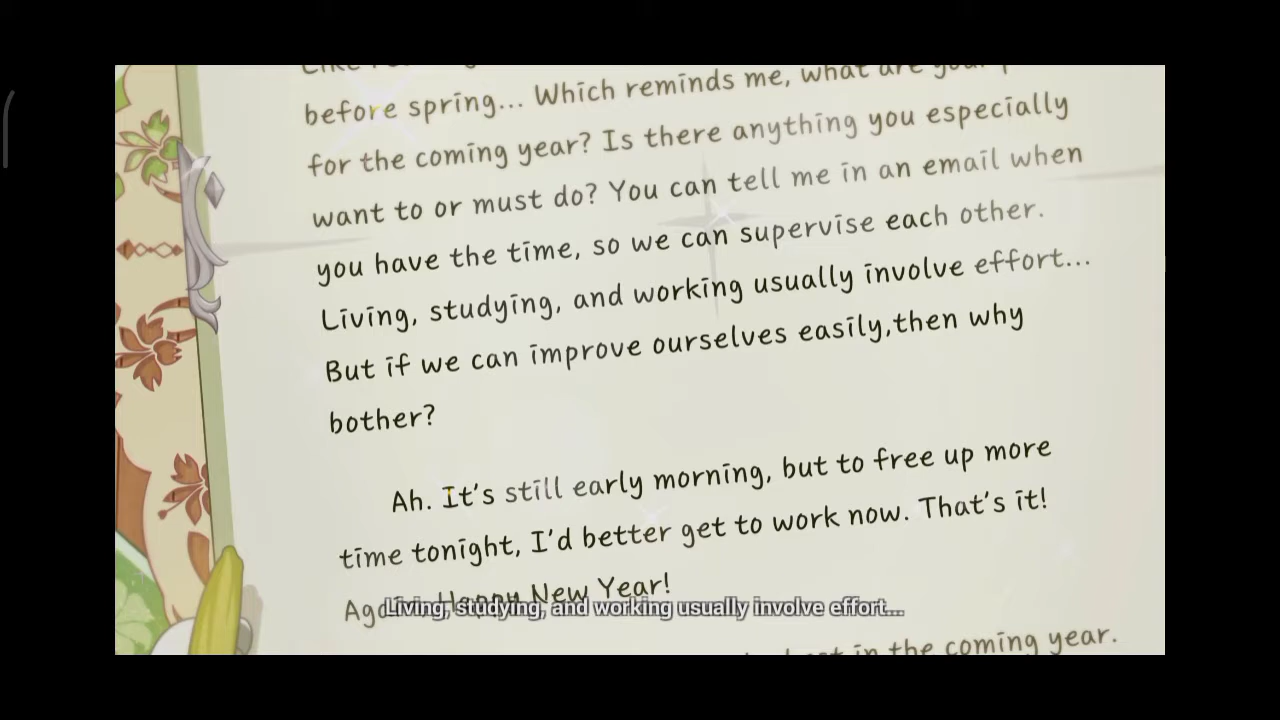 before spring... Which reminds me, what are your
for the coming year? Is there anything you especially
want to or must do? You can tell me in an email when
you have the time, so we can supervise each other.
Living, studying, and working usually involve effort...
But if we can improve ourselves easily,then why
bother?
Ah. It's still early morning, but to free up more
time tonight, I'd better get to work now. That's it!
Again, Happy New Year!
Living, studying, and working usually involve effort...
in the coming year.